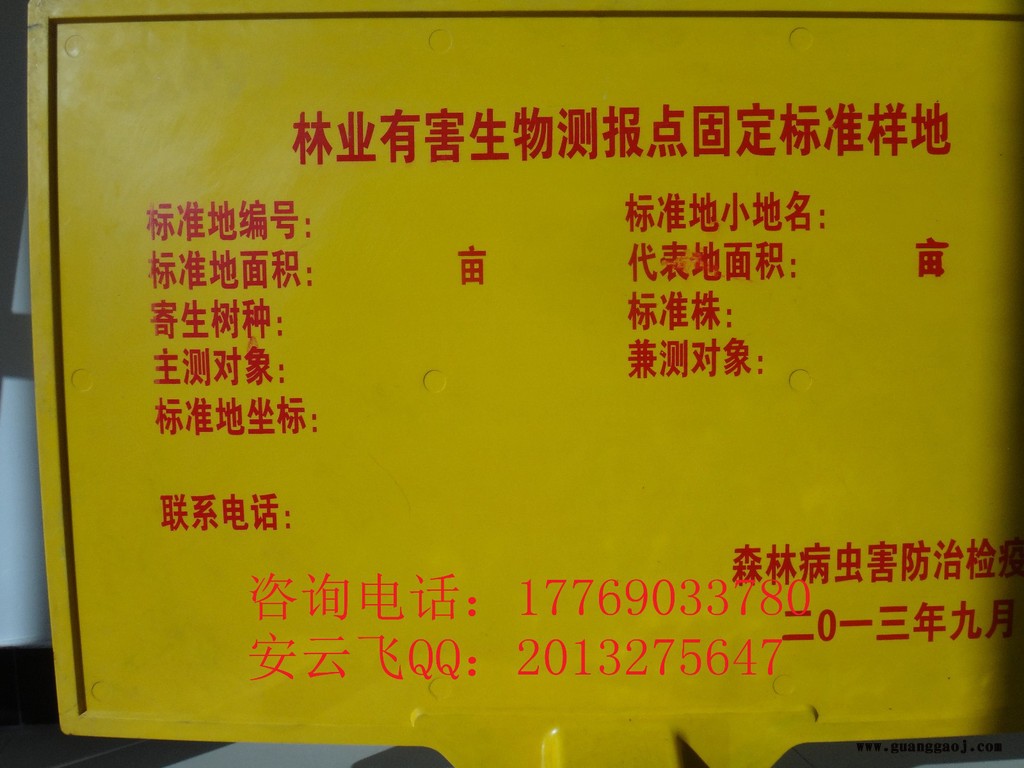 林业有害生物测报点固定标准样地
标准地编号: 标准地小地名:
标准地面积: 亩 代表地面积: 亩
寄生树种: 标准株:
主测对象: 兼测对象:
标准地坐标:
联系电话:
森林病虫害防治检疫
咨询电话：17769033780
二0一三年九月
安云飞QQ：2013275647
www.guanggaoj.com